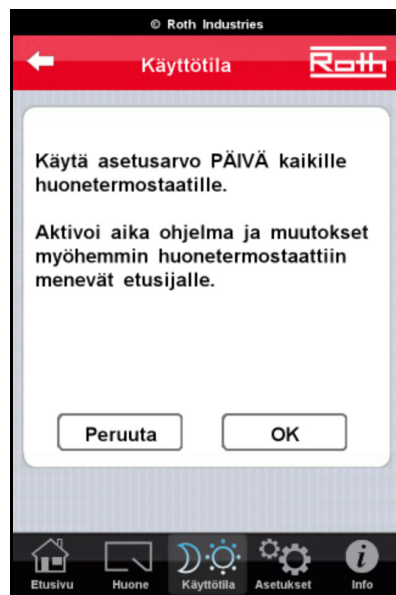 © Roth Industries
Käyttötila
Roth
Käytä asetusarvo PÄIVÄ kaikille
huonetermostaatille.
Aktivoi aika ohjelma ja muutokset
myöhemmin huonetermostaattiin
menevät etusijalle.
Peruuta OK
Etusivu Huone Käyttötila Asetukset Info